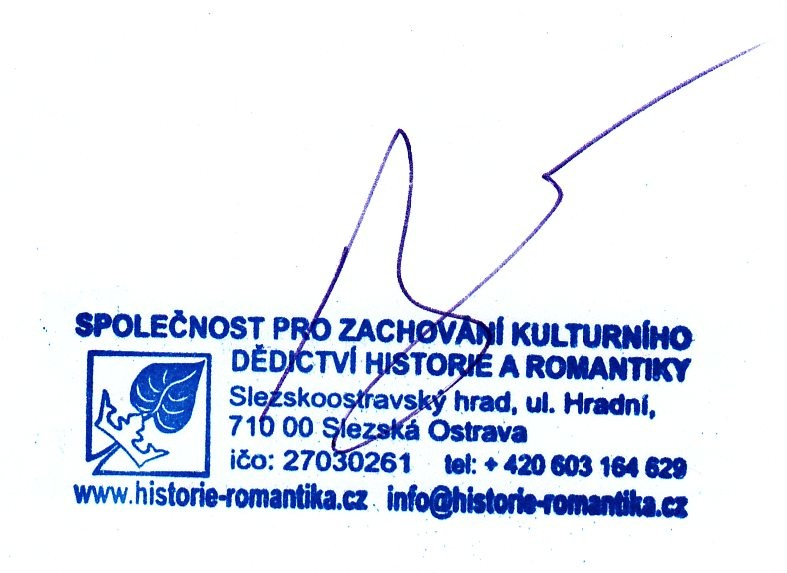 SPOLEČNOST PRO ZACHOVÁNÍ KULTURNÍHO
DĚDICTVÍ HISTORIE A ROMANTIKY
Slezskoostravský hrad, ul. Hradní,
710 00 Slezská Ostrava
ičo: 27030261 tel: + 420 603 164 629
www.historie-romantika.cz info@historie-romantika.cz